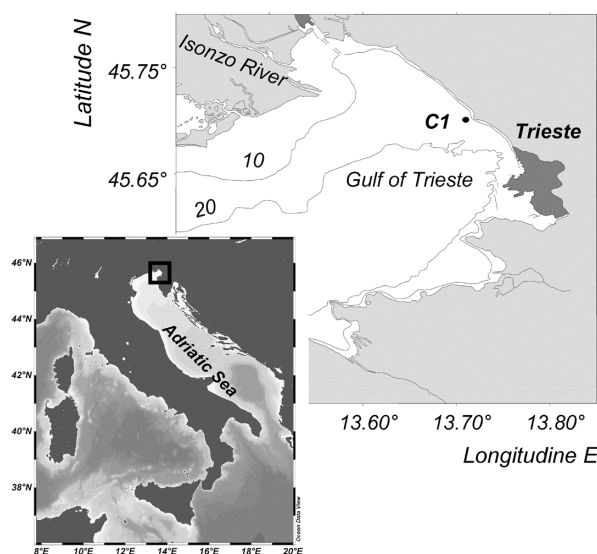 Latitude N
45.75°
45.65°
Isonzo River
C1
Trieste
10
Gulf of Trieste
20
13.60°
13.70°
13.80°
Longitudine E
46°N
44°N
42°N
40°N
38°N
Adriatic Sea
8°E
10°E
12°E
14°E
16°E
18°E
20°E
Ocean Data View